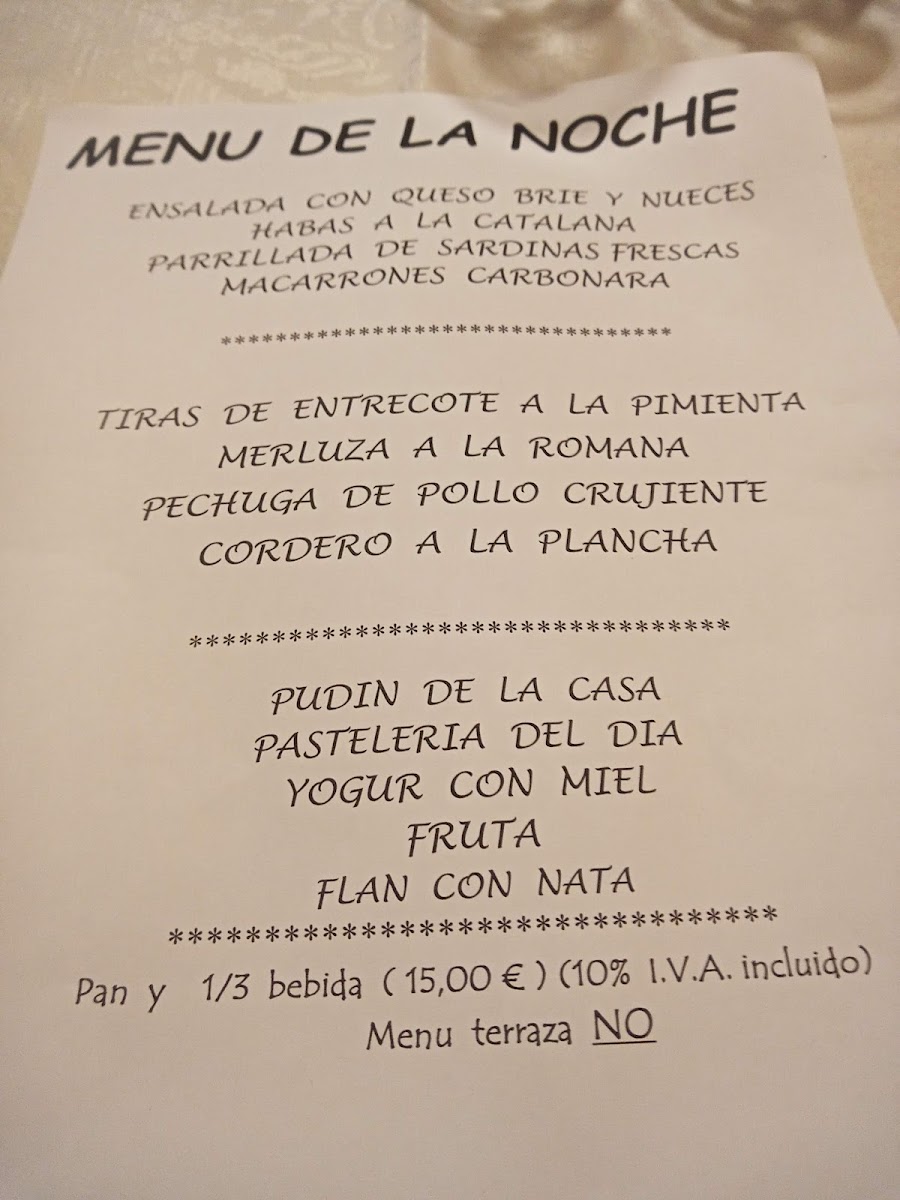 MENU DE LA NOCHE
ENSALADA CON QUESO BRIE Y NUECES
HABAS A LA CATALANA
PARRILLADA DE SARDINAS FRESCAS
MACARRONES CARBONARA
*********************************
TIRAS DE ENTRECOTE A LA PIMIENTA
MERLUZA A LA ROMANA
PECHUGA DE POLLO CRUJIENTE
CORDERO A LA PLANCHA
*********************************
PUDIN DE LA CASA
PASTELERIA DEL DIA
YOGUR CON MIEL
FRUTA
FLAN CON NATA
*********************************
Pan y 1/3 bebida ( 15,00 € ) (10% I.V.A. incluido)
Menu terraza NO